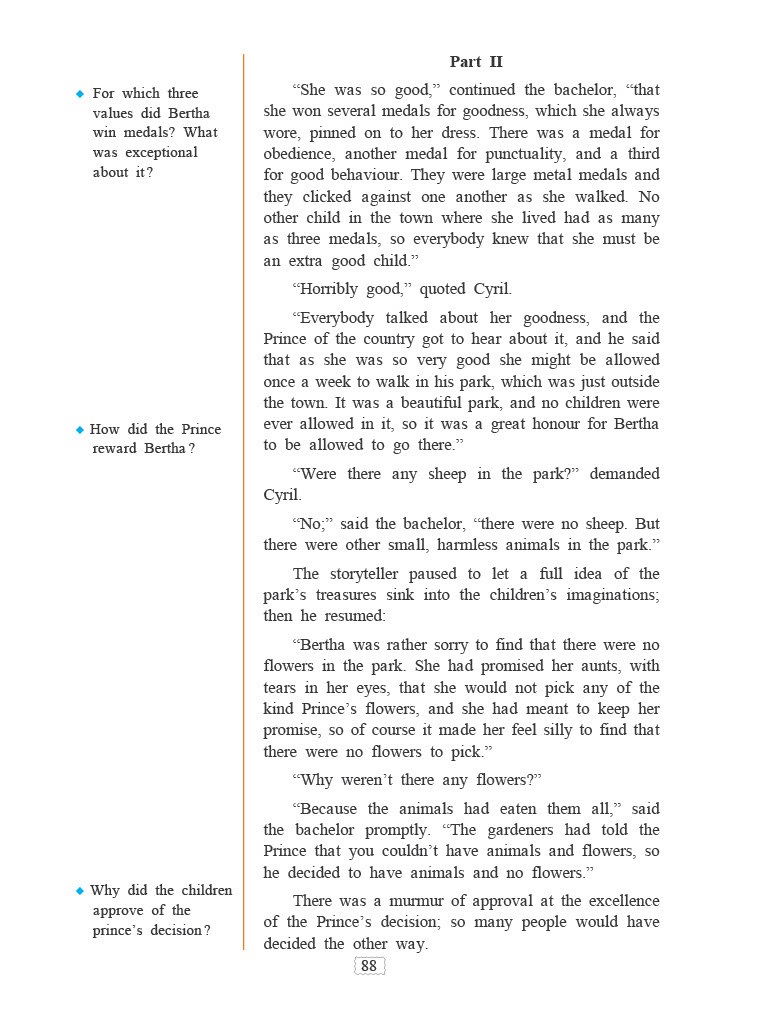 Part II
◆ For which three
values did Bertha
win medals? What
was exceptional
about it?
“She was so good,” continued the bachelor, “that
she won several medals for goodness, which she always
wore, pinned on to her dress. There was a medal for
obedience, another medal for punctuality, and a third
for good behaviour. They were large metal medals and
they clicked against one another as she walked. No
other child in the town where she lived had as many
as three medals, so everybody knew that she must be
an extra good child.”
“Horribly good,” quoted Cyril.
“Everybody talked about her goodness, and the
Prince of the country got to hear about it, and he said
that as she was so very good she might be allowed
once a week to walk in his park, which was just outside
the town. It was a beautiful park, and no children were
ever allowed in it, so it was a great honour for Bertha
to be allowed to go there.”
◆ How did the Prince
reward Bertha?
“Were there any sheep in the park?” demanded
Cyril.
“No;” said the bachelor, “there were no sheep. But
there were other small, harmless animals in the park.”
The storyteller paused to let a full idea of the
park’s treasures sink into the children’s imaginations;
then he resumed:
“Bertha was rather sorry to find that there were no
flowers in the park. She had promised her aunts, with
tears in her eyes, that she would not pick any of the
kind Prince’s flowers, and she had meant to keep her
promise, so of course it made her feel silly to find that
there were no flowers to pick.”
“Why weren’t there any flowers?”
“Because the animals had eaten them all,” said
the bachelor promptly. “The gardeners had told the
Prince that you couldn’t have animals and flowers, so
he decided to have animals and no flowers.”
◆ Why did the children
approve of the
prince’s decision?
There was a murmur of approval at the excellence
of the Prince’s decision; so many people would have
decided the other way.
88